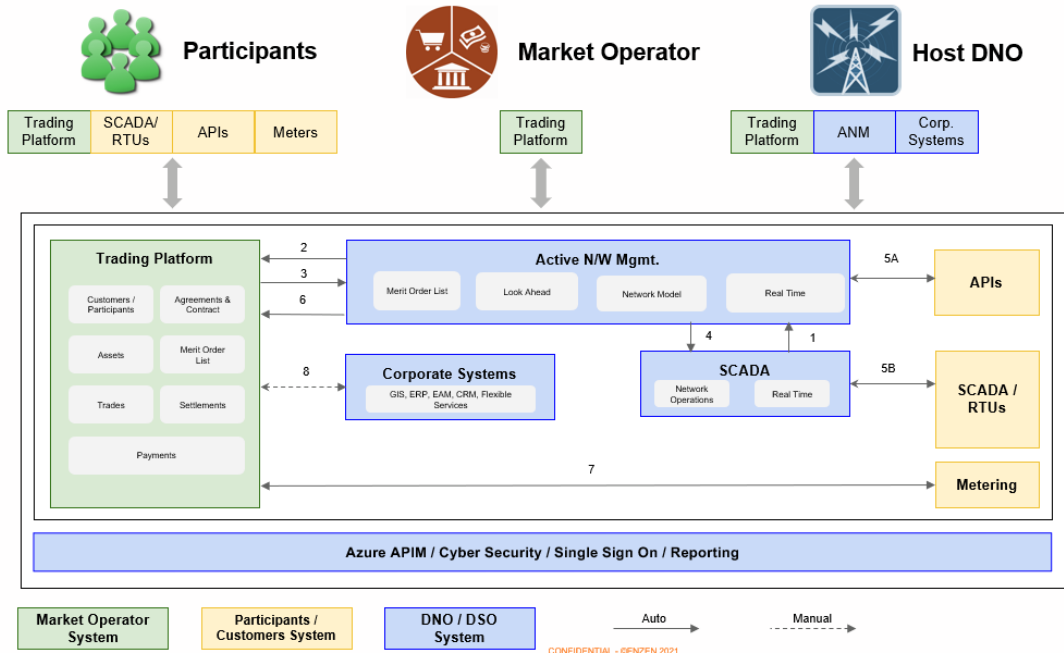 Participants
Market Operator
Host DNO
Trading
Platform
SCADA/
RTUs
APIs
Meters
Trading
Platform
Trading
Platform
ANM
Corp.
Systems
Trading Platform
Customers /
Participants
Agreements &
Contract
Assets
Merit Order
List
Trades
Settlements
Payments
2
3
6
8
Active N/W Mgmt.
Merit Order List
Look Ahead
Network Model
Real Time
4
1
5A
APIs
Corporate Systems
GIS, ERP, EAM, CRM, Flexible
Services
SCADA
Network
Operations
Real Time
5B
SCADA /
RTUs
7
Metering
Azure APIM / Cyber Security / Single Sign On / Reporting
Market Operator
System
Participants /
Customers System
DNO / DSO
System
Auto
Manual
CONFIDENTIAL - ©ENZEN 2021